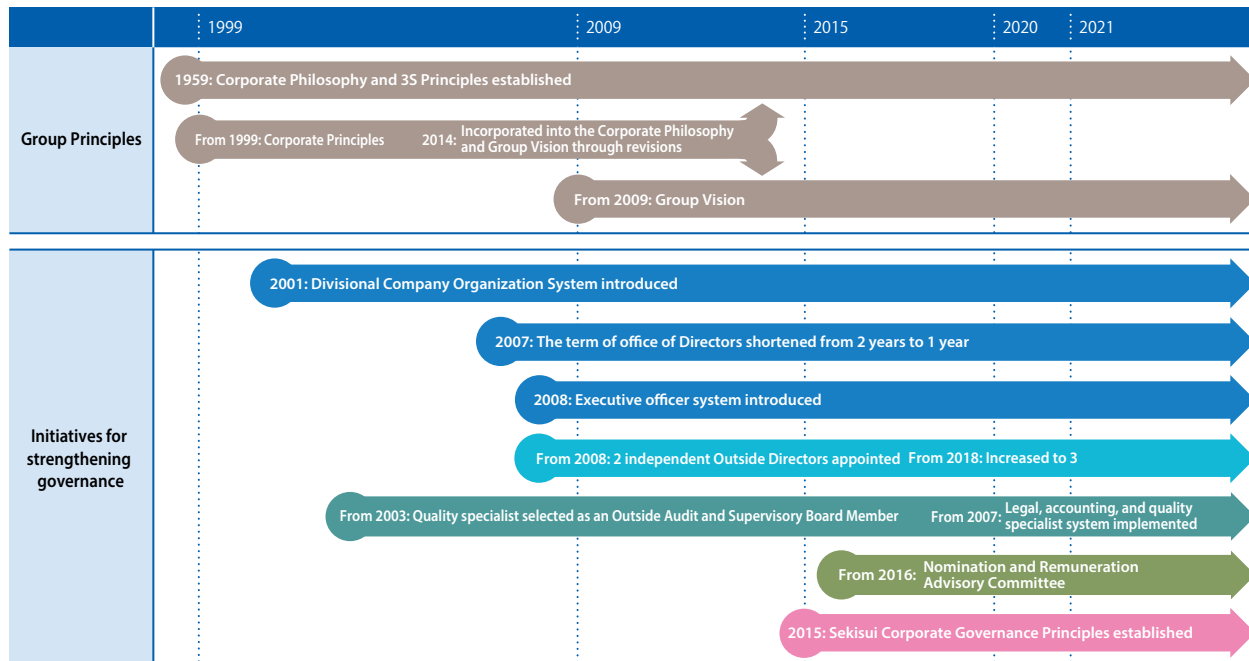 1999
2009
2015
2020
2021
Group Principles
1959: Corporate Philosophy and 3S Principles established
From 1999: Corporate Principles
2014: Incorporated into the Corporate Philosophy
and Group Vision through revisions
From 2009: Group Vision
Initiatives for
strengthening
governance
2001: Divisional Company Organization System introduced
2007: The term of office of Directors shortened from 2 years to 1 year
2008: Executive officer system introduced
From 2008: 2 independent Outside Directors appointed From 2018: Increased to 3
From 2003: Quality specialist selected as an Outside Audit and Supervisory Board Member
From 2007: Legal, accounting, and quality
specialist system implemented
From 2016: Nomination and Remuneration
Advisory Committee
2015: Sekisui Corporate Governance Principles established